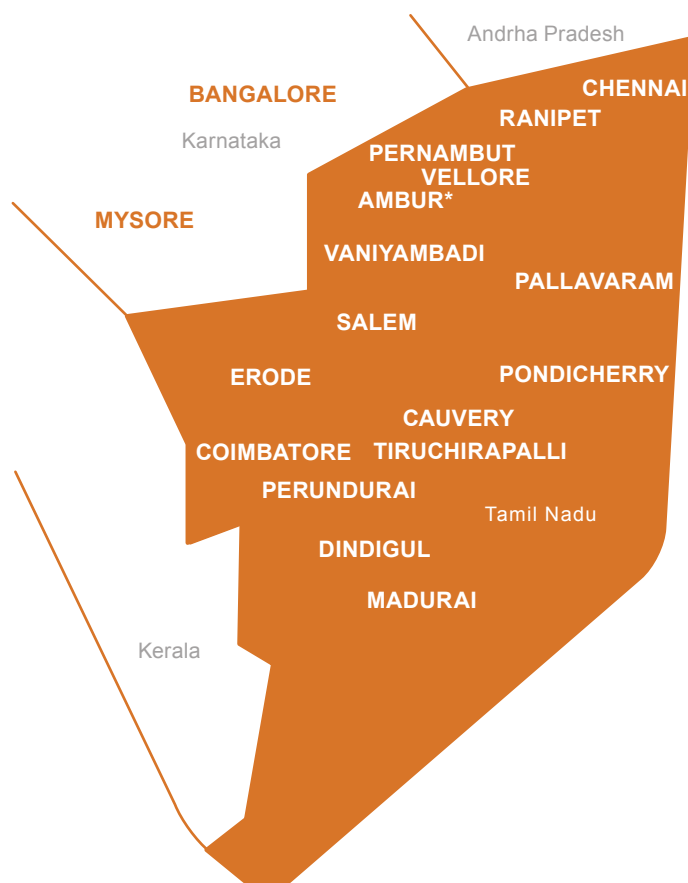 Andrha Pradesh
CHENNAI
BANGALORE
RANIPET
Karnataka
PERNAMBUT
VELLORE
AMBUR*
MYSORE
VANIYAMBADI
PALLAVARAM
SALEM
ERODE
PONDICHERRY
CAUVERY
COIMBATORE
TIRUCHIRAPALLI
PERUNDURAI
Tamil Nadu
DINDIGUL
MADURAI
Kerala